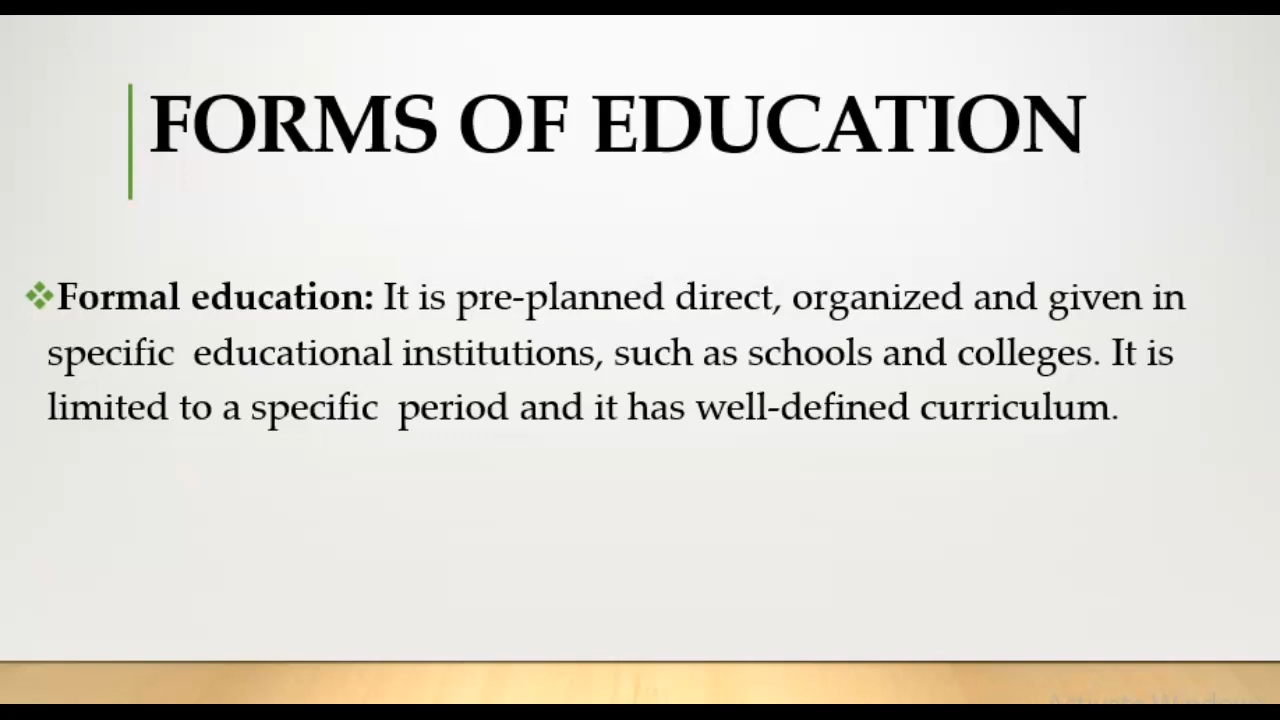 FORMS OF EDUCATION
Formal education: It is pre-planned direct, organized and given in
specific educational institutions, such as schools and colleges. It is
limited to a specific period and it has well-defined curriculum.